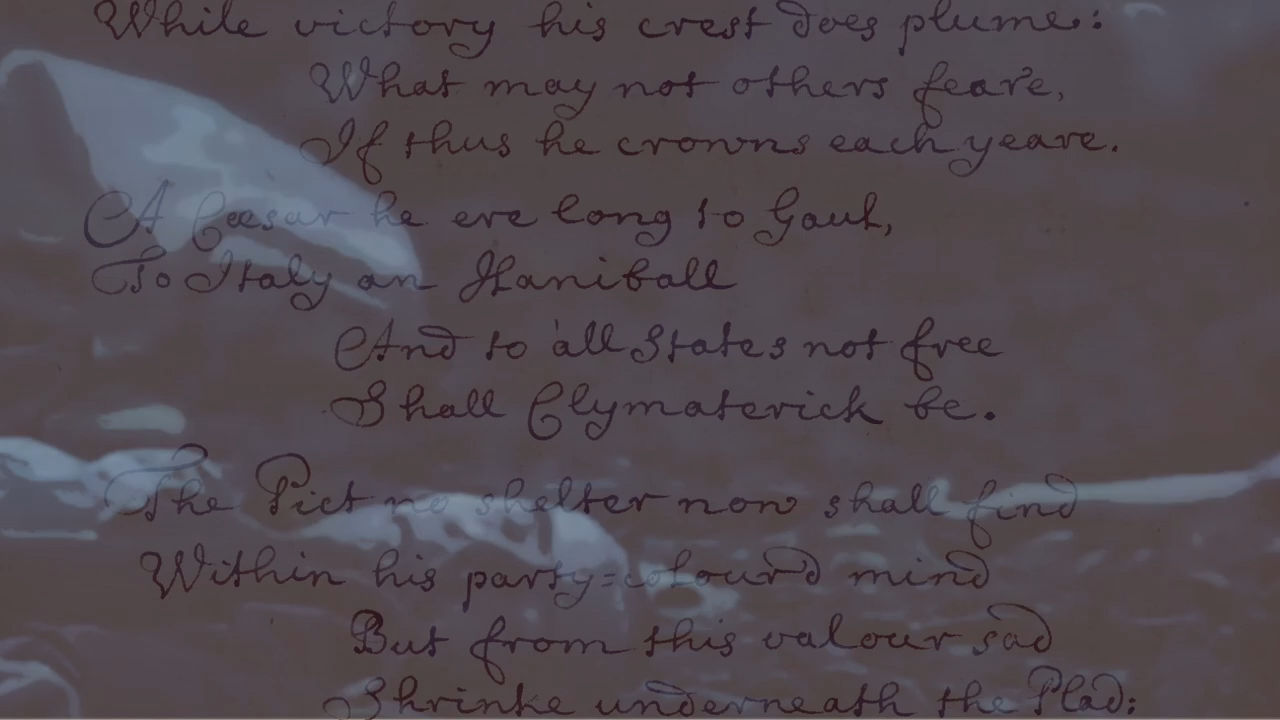 While victory his crest does plume:
What may not others feare,
If thus he crowns each yeare.
A Cæsar he ere long to Gaul,
To Italy an Haniball
And to all States not free
Shall Clymaterick be.
The Pict no shelter now shall find
Within his party=colour'd mind
But from this valour sad
Shrinke underneath the Plad: